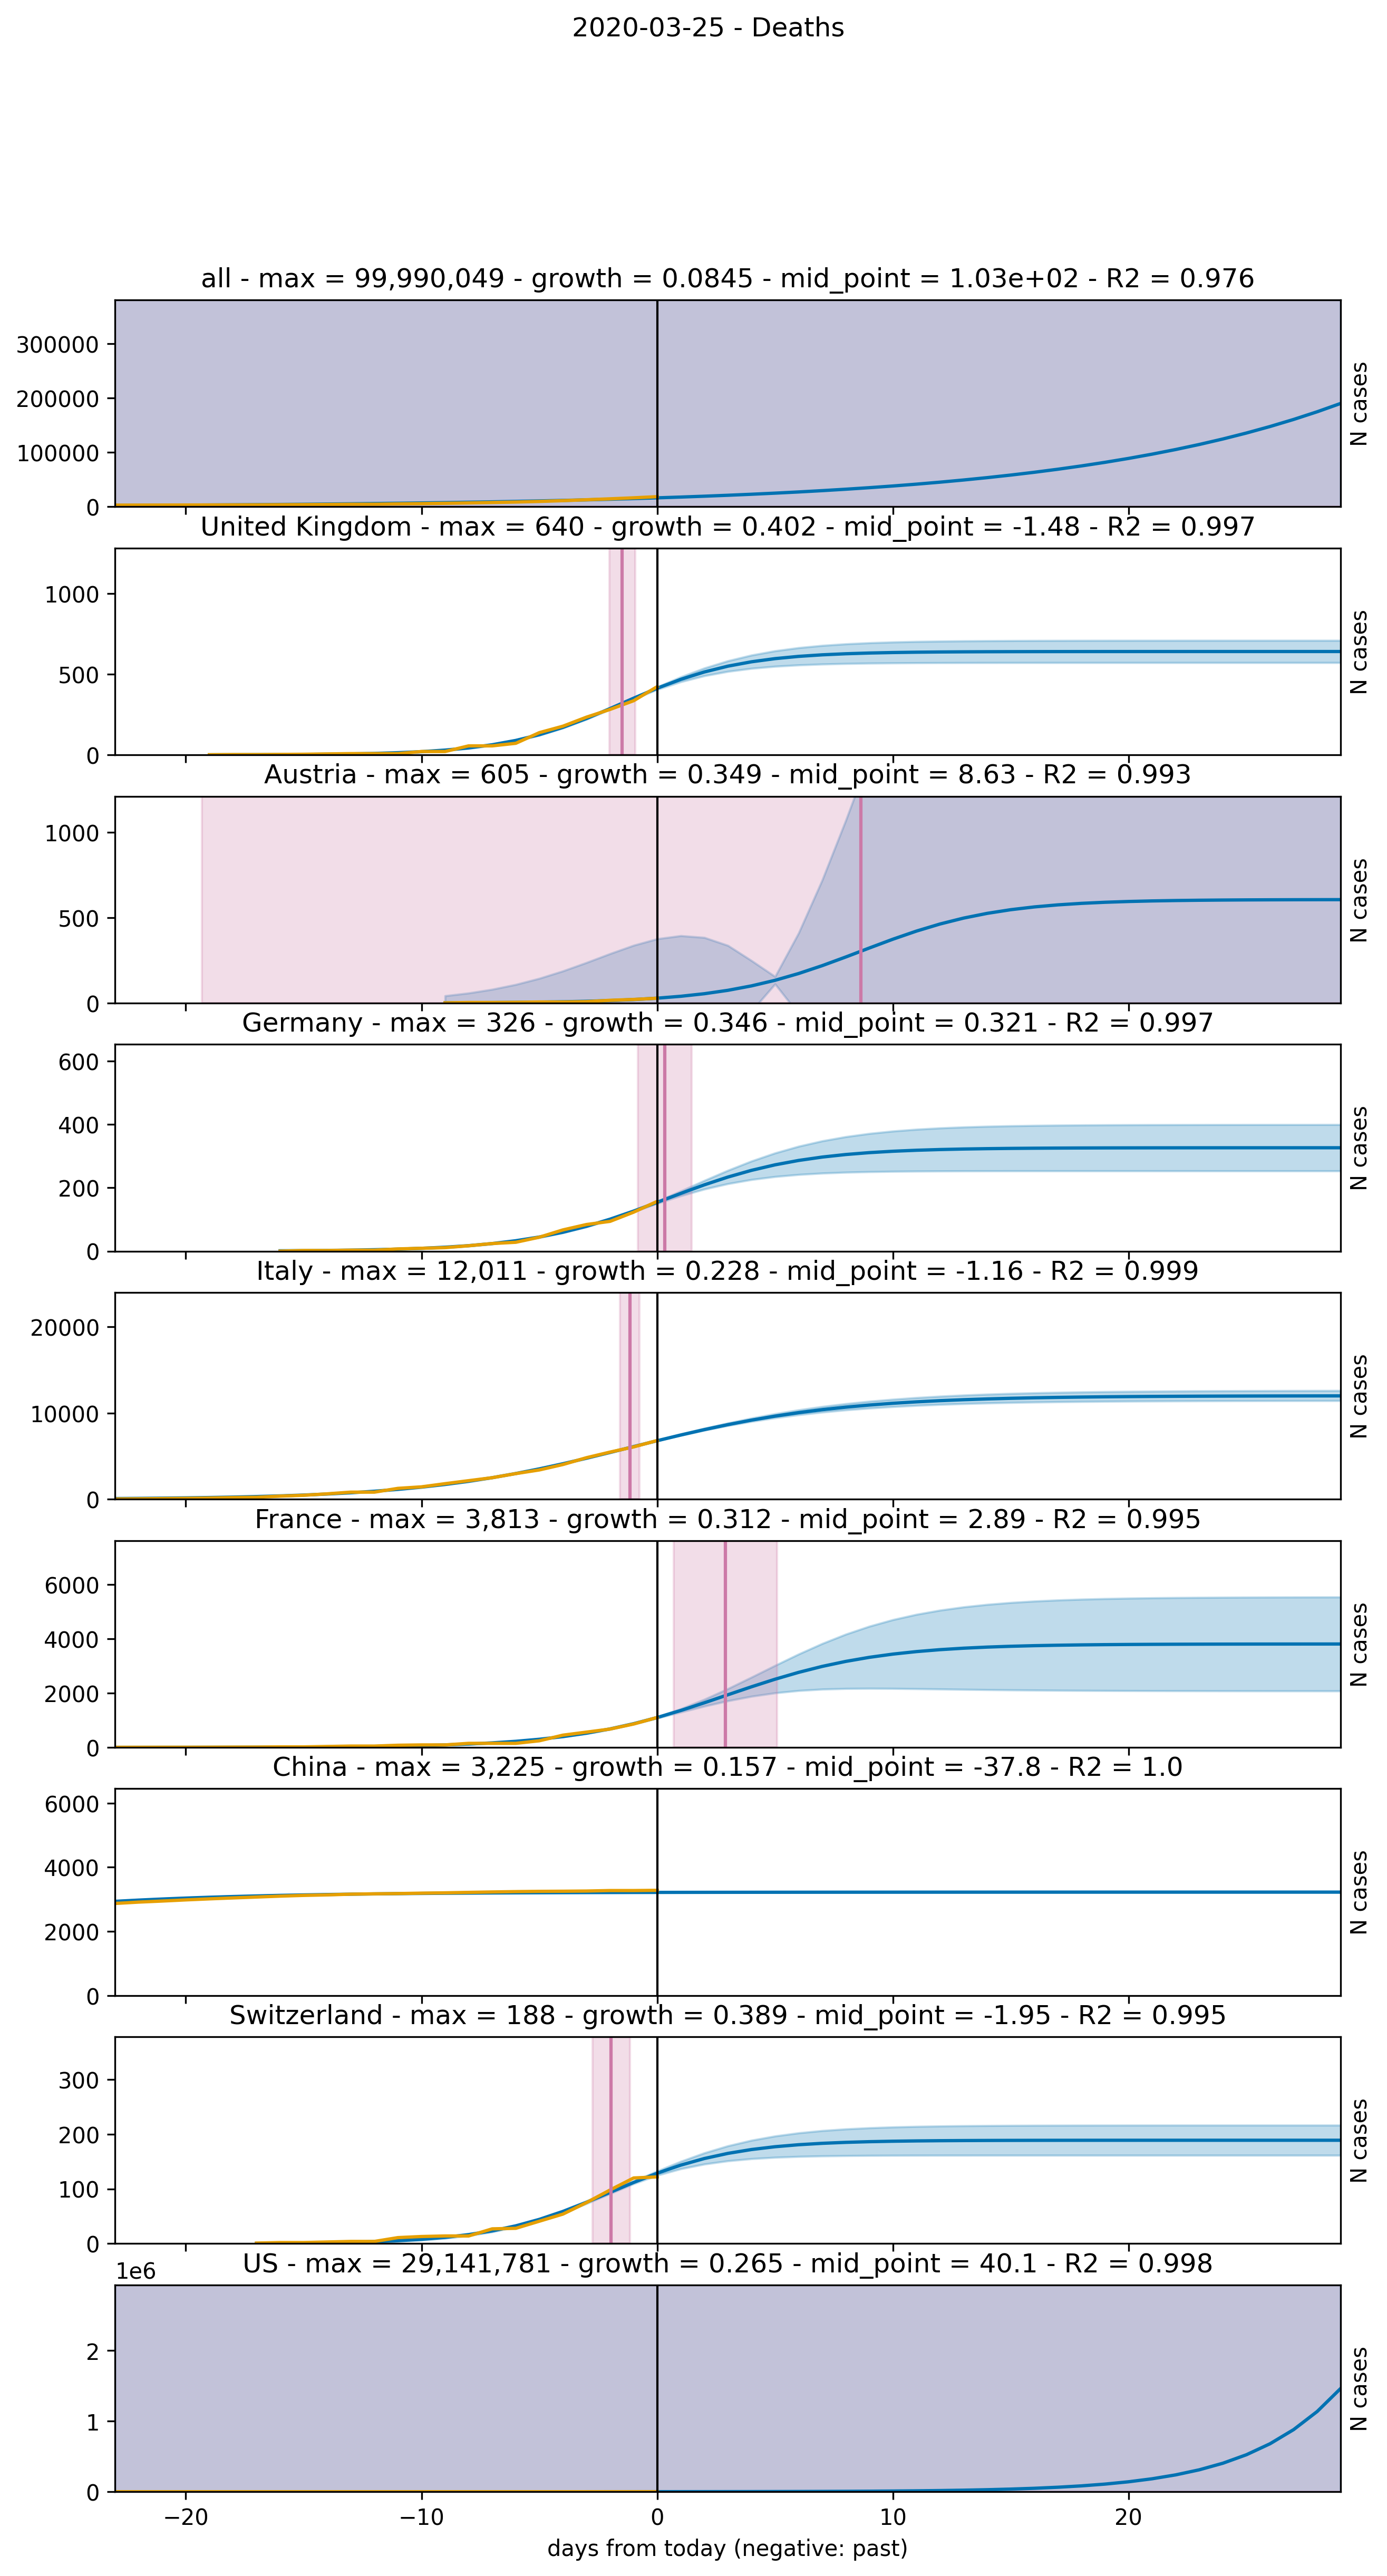 2020-03-25 - Deaths
all - max = 99,990,049 - growth = 0.0845 - mid_point = 1.03e+02 - R2 = 0.976
300000
200000
100000
0
N cases
United Kingdom - max = 640 - growth = 0.402 - mid_point = -1.48 - R2 = 0.997
1000
500
0
N cases
Austria - max = 605 - growth = 0.349 - mid_point = 8.63 - R2 = 0.993
1000
500
0
N cases
Germany - max = 326 - growth = 0.346 - mid_point = 0.321 - R2 = 0.997
600
400
200
0
N cases
Italy - max = 12,011 - growth = 0.228 - mid_point = -1.16 - R2 = 0.999
20000
10000
0
N cases
France - max = 3,813 - growth = 0.312 - mid_point = 2.89 - R2 = 0.995
6000
4000
2000
0
N cases
China - max = 3,225 - growth = 0.157 - mid_point = -37.8 - R2 = 1.0
6000
4000
2000
0
N cases
Switzerland - max = 188 - growth = 0.389 - mid_point = -1.95 - R2 = 0.995
300
200
100
0
N cases
US - max = 29,141,781 - growth = 0.265 - mid_point = 40.1 - R2 = 0.998
1e6
2
1
0
N cases
−20 −10 0 10 20
days from today (negative: past)